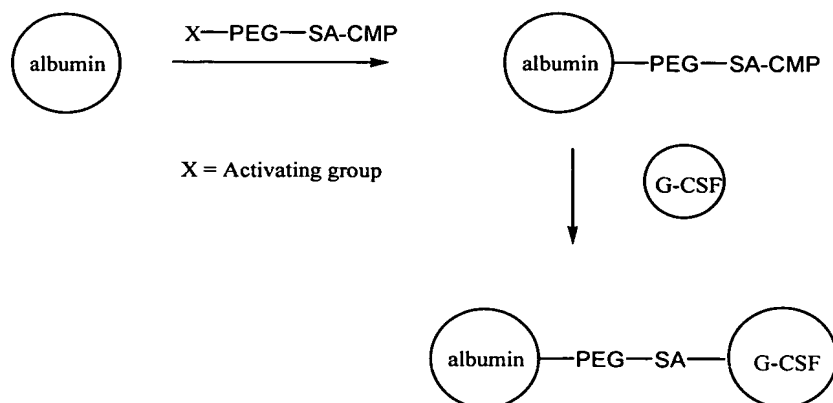 X—PEG—SA-CMP
albumin
albumin—PEG—SA-CMP
X = Activating group
G-CSF
albumin—PEG—SA—G-CSF